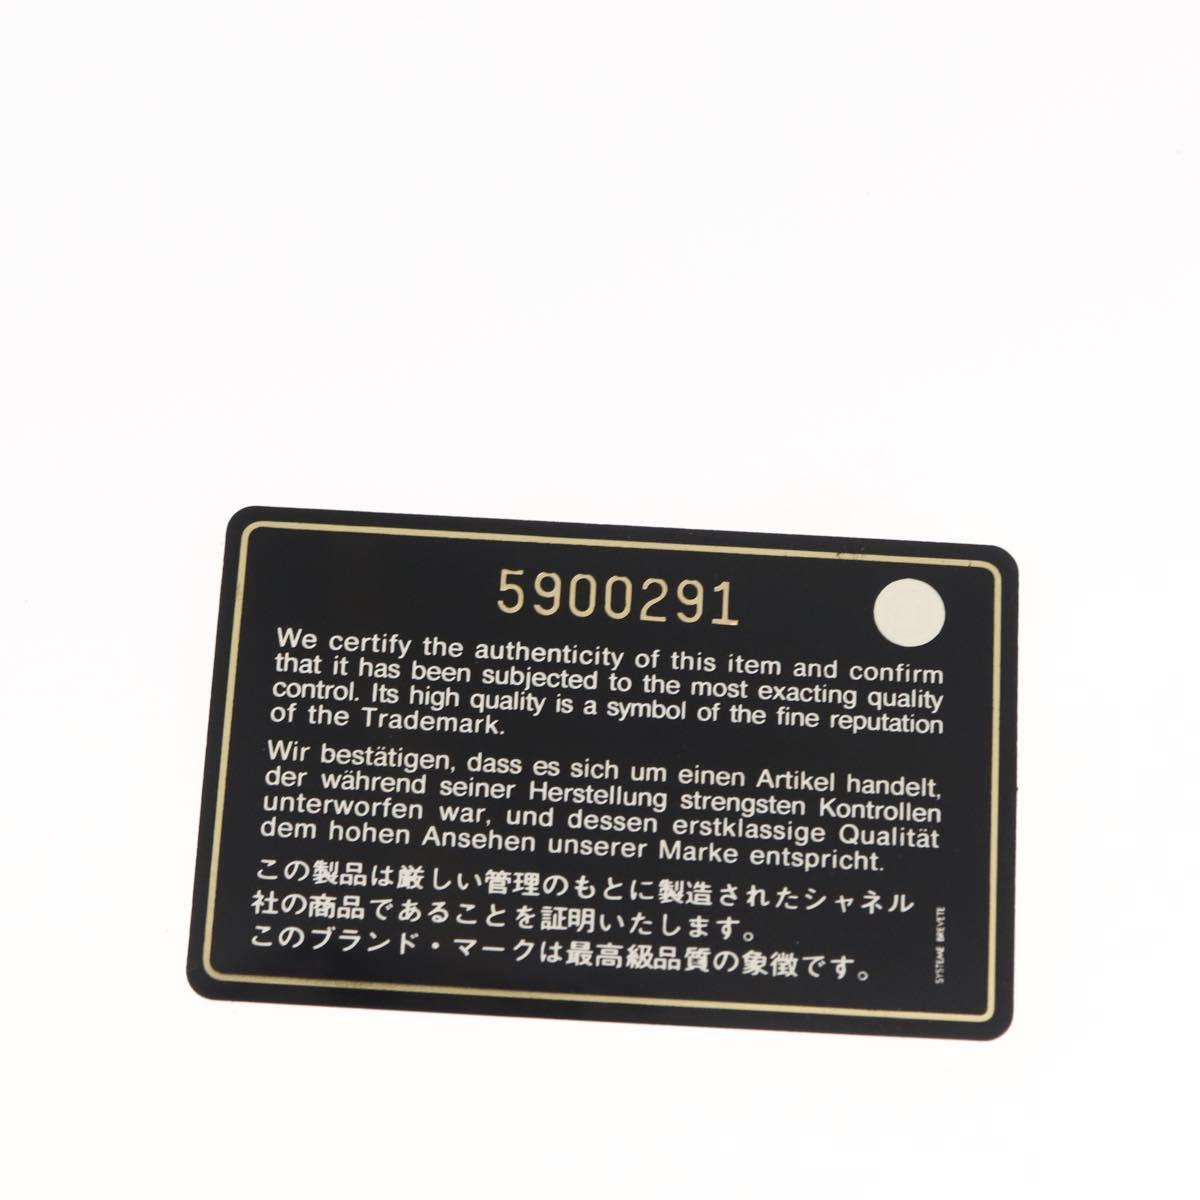 5900291
We certify the authenticity of this item and confirm
that it has been subjected to the most exacting quality
control. Its high quality is a symbol of the fine reputation
of the Trademark.
Wir bestätigen, dass es sich um einen Artikel handelt,
der während seiner Herstellung strengsten Kontrollen
unterworfen war, und dessen erstklassige Qualität
dem hohen Ansehen unserer Marke entspricht.
この製品は厳しい管理のもとに製造されたシャネル
社の商品であることを証明いたします。
このブランド・マークは最高級品質の象徴です。
SYSTEME BREVETE